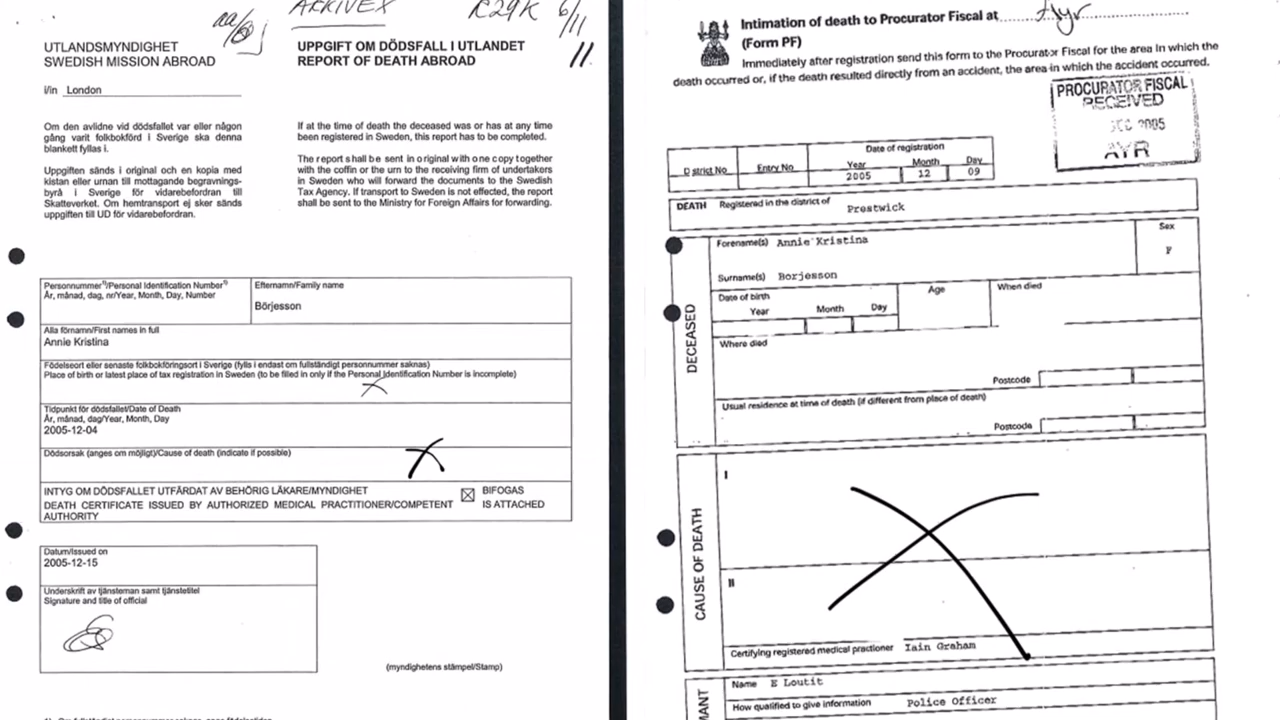 ARKIVEX
R29K
6/11
11.
UTLANDSMYNDIGHET
SWEDISH MISSION ABROAD
UPPGIFT OM DÖDSFALL I UTLANDET
REPORT OF DEATH ABROAD
I/in London
Om den avlidne vid dödsfallet var eller någon
gång varit folkbokförd i Sverige ska denna
blankett fyllas i.
Uppgiften sänds i original och en kopia med
kistan eller urnan till mottagande begravnings-
byrå i Sverige för vidarebefordran till
Skatteverket. Om hemtransport ej sker sänds
uppgiften till UD för vidarebefordran.
If at the time of death the deceased was or has at any time
been registered in Sweden, this report has to be completed.
The report shall be sent in original with one copy together
with the coffin or the urn to the receiving firm of undertakers
in Sweden who will forward the documents to the Swedish
Tax Agency. If transport to Sweden is not effected, the report
shall be sent to the Ministry for Foreign Affairs for forwarding.
Personnummer¹⁾/Personal Identification Number¹⁾
År, månad, dag, nr/Year, Month, Day, Number
Efternamn/Family name
Börjesson
Alla förnamn/First names in full
Annie Kristina
Födelseort eller senaste folkbokföringsort i Sverige (fylls i endast om fullständigt personnummer saknas)
Place of birth or latest place of tax registration in Sweden (to be filled in only if the Personal Identification Number is incomplete)
Tidpunkt för dödsfallet/Date of Death
År, månad, dag/Year, Month, Day
2005-12-04
Dödsorsak (anges om möjligt)/Cause of death (indicate if possible)
INTYG OM DÖDSFALLET UTFÄRDAT AV BEHÖRIG LÄKARE/MYNDIGHET
DEATH CERTIFICATE ISSUED BY AUTHORIZED MEDICAL PRACTITIONER/COMPETENT
AUTHORITY
BIFOGAS
IS ATTACHED
Datum/Issued on
2005-12-15
Underskrift av tjänsteman samt tjänstetitel
Signature and title of official
(myndighetens stämpel/Stamp)
Intimation of death to Procurator Fiscal at Ayr
(Form PF)
Immediately after registration send this form to the Procurator Fiscal for the area in which the
death occurred or, if the death resulted directly from an accident, the area in which the accident occurred.
PROCURATOR FISCAL
RECEIVED
DEC 2005
AYR
District No
Entry No
Date of registration
Year Month Day
2005 12 09
DEATH Registered in the district of Prestwick
DECEASED
Forename(s) Annie Kristina
Sex
F
Surname(s) Borjesson
Date of birth
Year Month Day
Age
When died
Where died
Postcode
Usual residence at time of death (if different from place of death)
Postcode
CAUSE OF DEATH
I
II
Certifying registered medical practioner Iain Graham
MANT
Name E Loutit
How qualified to give information Police Officer